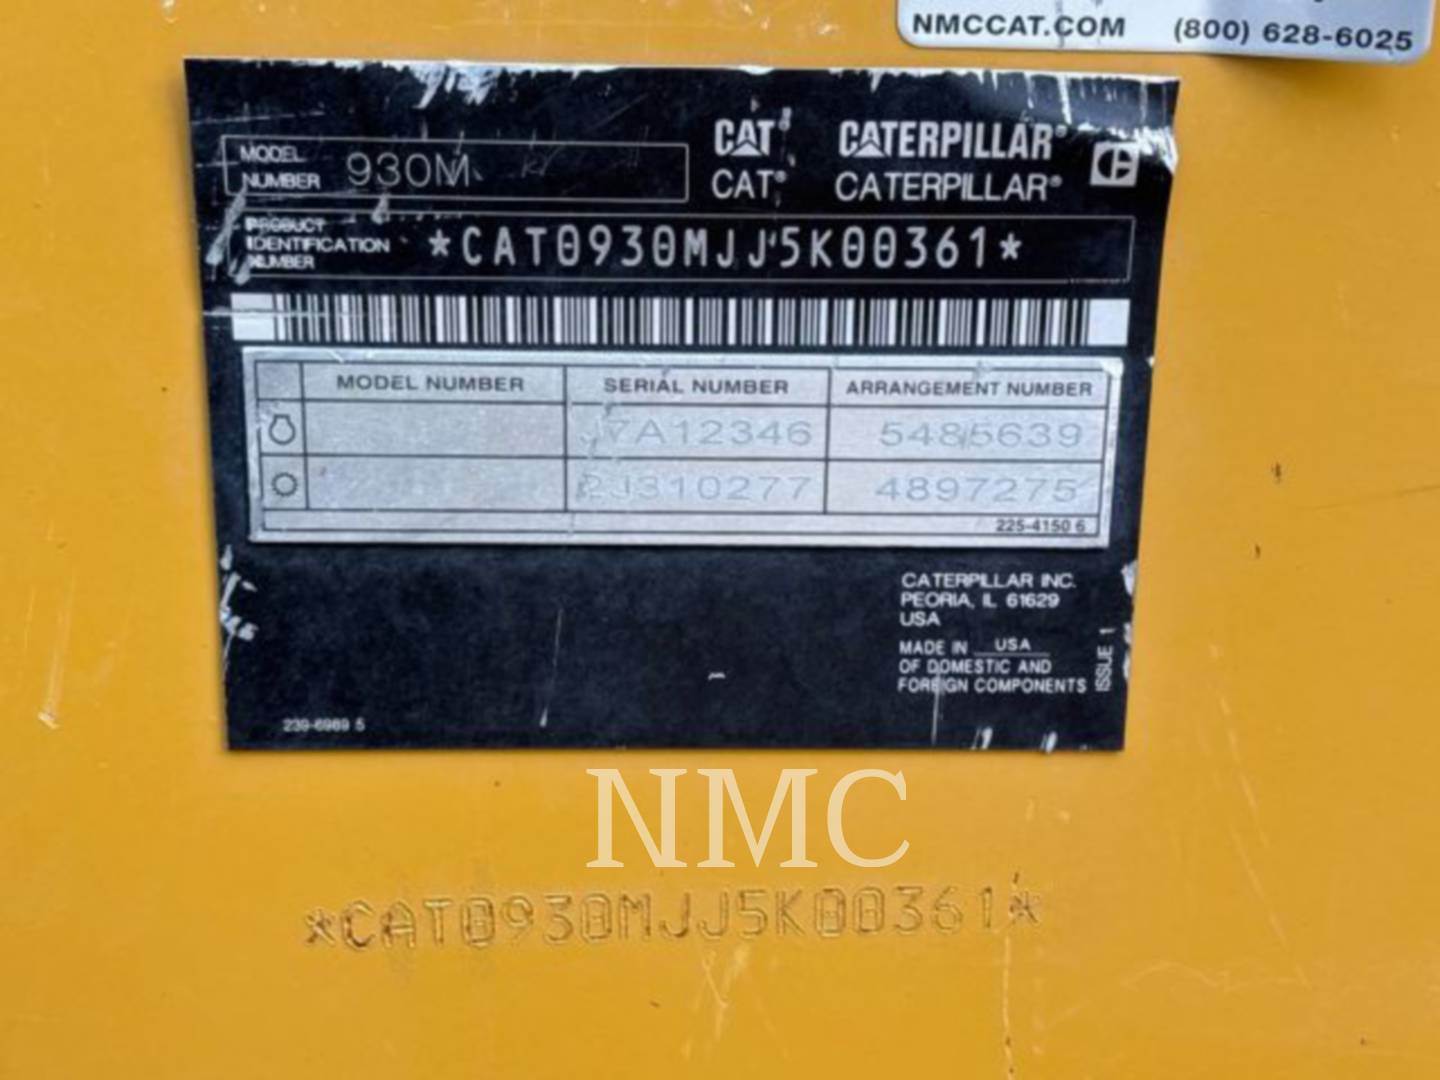 NMCCAT.COM (800) 628-6025
MODEL NUMBER 930M
CAT® CATERPILLAR®
CAT® CATERPILLAR®
PRODUCT IDENTIFICATION NUMBER *CAT0930MJJ5K00361*
MODEL NUMBER SERIAL NUMBER ARRANGEMENT NUMBER
J7A12346 5485639
2J310277 4897275
225-4150 6
CATERPILLAR INC.
PEORIA, IL 61629
USA
MADE IN USA
OF DOMESTIC AND
FOREIGN COMPONENTS
ISSUE 1
239-6989 5
NMC
*CAT0930MJJ5K00361*